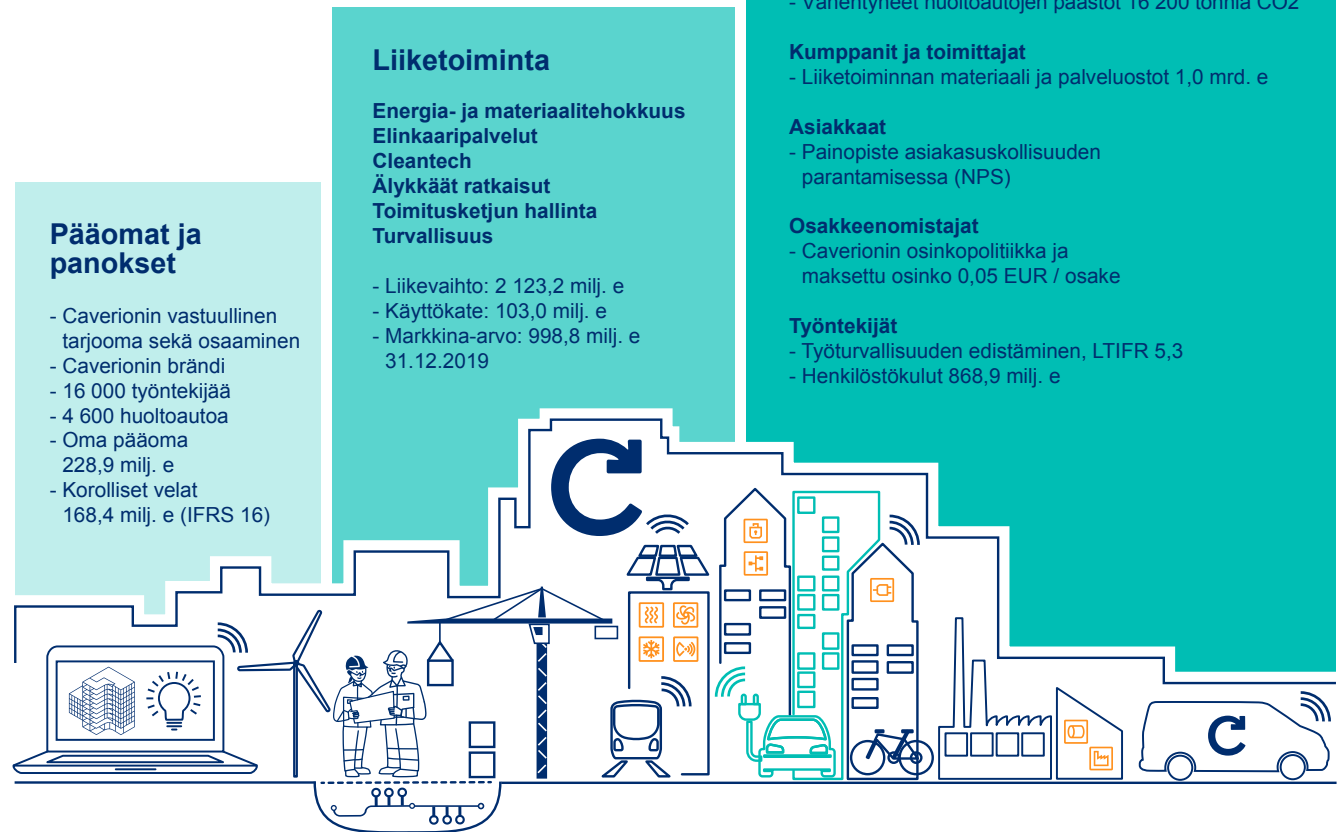 Pääomat ja
panokset
- Caverionin vastuullinen
tarjooma sekä osaaminen
- Caverionin brändi
- 16 000 työntekijää
- 4 600 huoltoautoa
- Oma pääoma
228,9 milj. e
- Korolliset velat
168,4 milj. e (IFRS 16)
Liiketoiminta
Energia- ja materiaalitehokkuus
Elinkaaripalvelut
Cleantech
Älykkäät ratkaisut
Toimitusketjun hallinta
Turvallisuus
- Liikevaihto: 2 123,2 milj. e
- Käyttökate: 103,0 milj. e
- Markkina-arvo: 998,8 milj. e
31.12.2019
- Vähentyneet huoltoautojen päästöt 16 200 tonnia CO2
Kumppanit ja toimittajat
- Liiketoiminnan materiaali ja palveluostot 1,0 mrd. e
Asiakkaat
- Painopiste asiakasuskollisuuden
parantamisessa (NPS)
Osakkeenomistajat
- Caverionin osinkopolitiikka ja
maksettu osinko 0,05 EUR / osake
Työntekijät
- Työturvallisuuden edistäminen, LTIFR 5,3
- Henkilöstökulut 868,9 milj. e